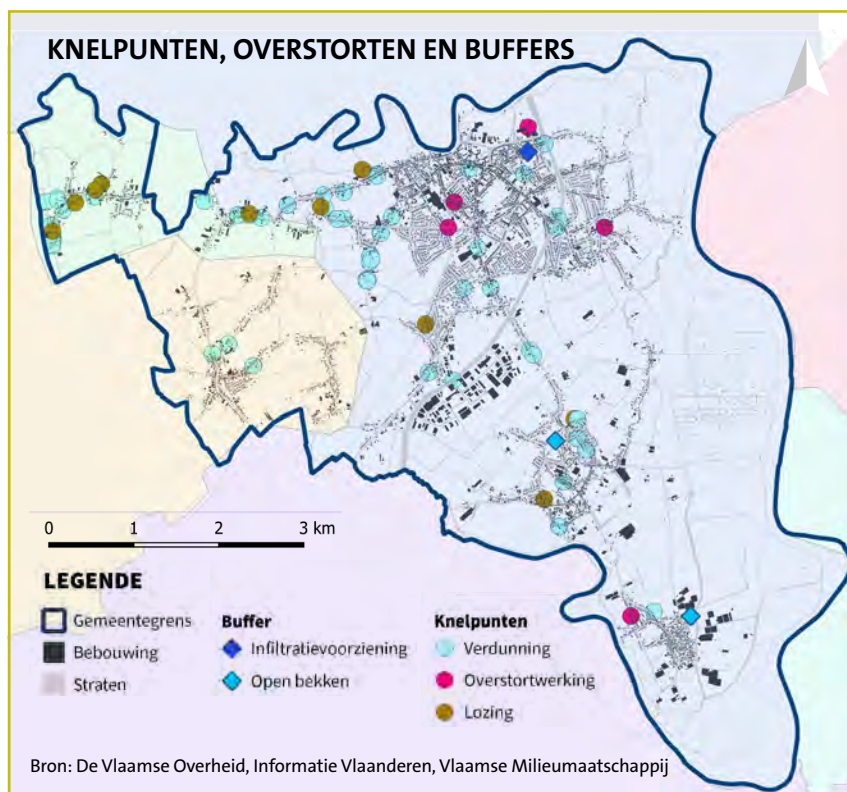 KNELPUNTEN, OVERSTORTEN EN BUFFERS
0 1 2 3 km
LEGENDE
Gemeentegrens
Bebouwing
Straten
Buffer
Infiltratievoorziening
Open bekken
Knelpunten
Verdunning
Overstortwerking
Lozing
Bron: De Vlaamse Overheid, Informatie Vlaanderen, Vlaamse Milieumaatschappij